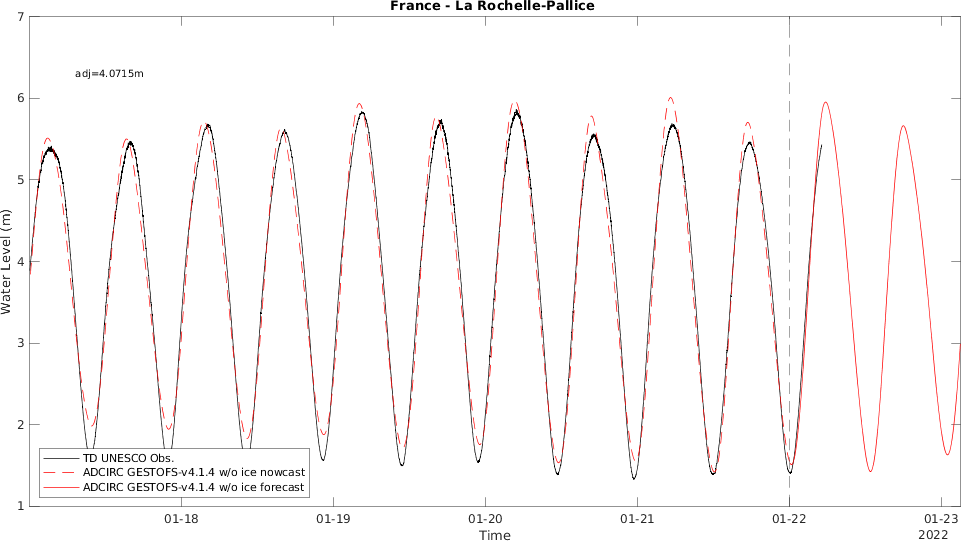 France - La Rochelle-Pallice
adj=4.0715m
7
6
5
4
3
2
1
Water Level (m)
TD UNESCO Obs.
ADCIRC GESTOFS-v4.1.4 w/o ice nowcast
ADCIRC GESTOFS-v4.1.4 w/o ice forecast
01-18 01-19 01-20 01-21 01-22 01-23
Time
2022